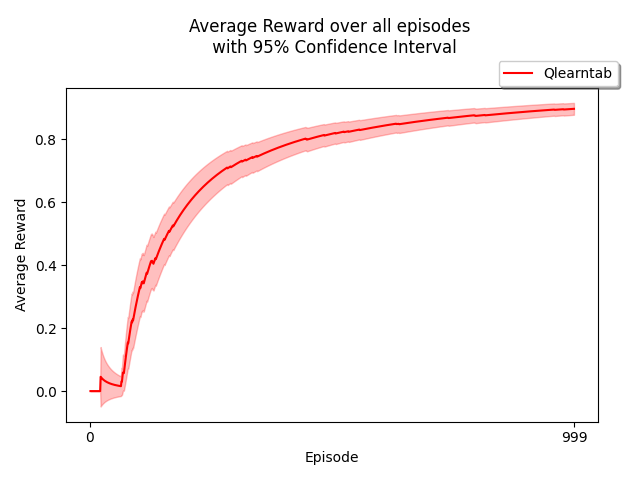 Average Reward over all episodes
with 95% Confidence Interval
Qlearntab
0.8
0.6
0.4
0.2
0.0
Average Reward
0
999
Episode